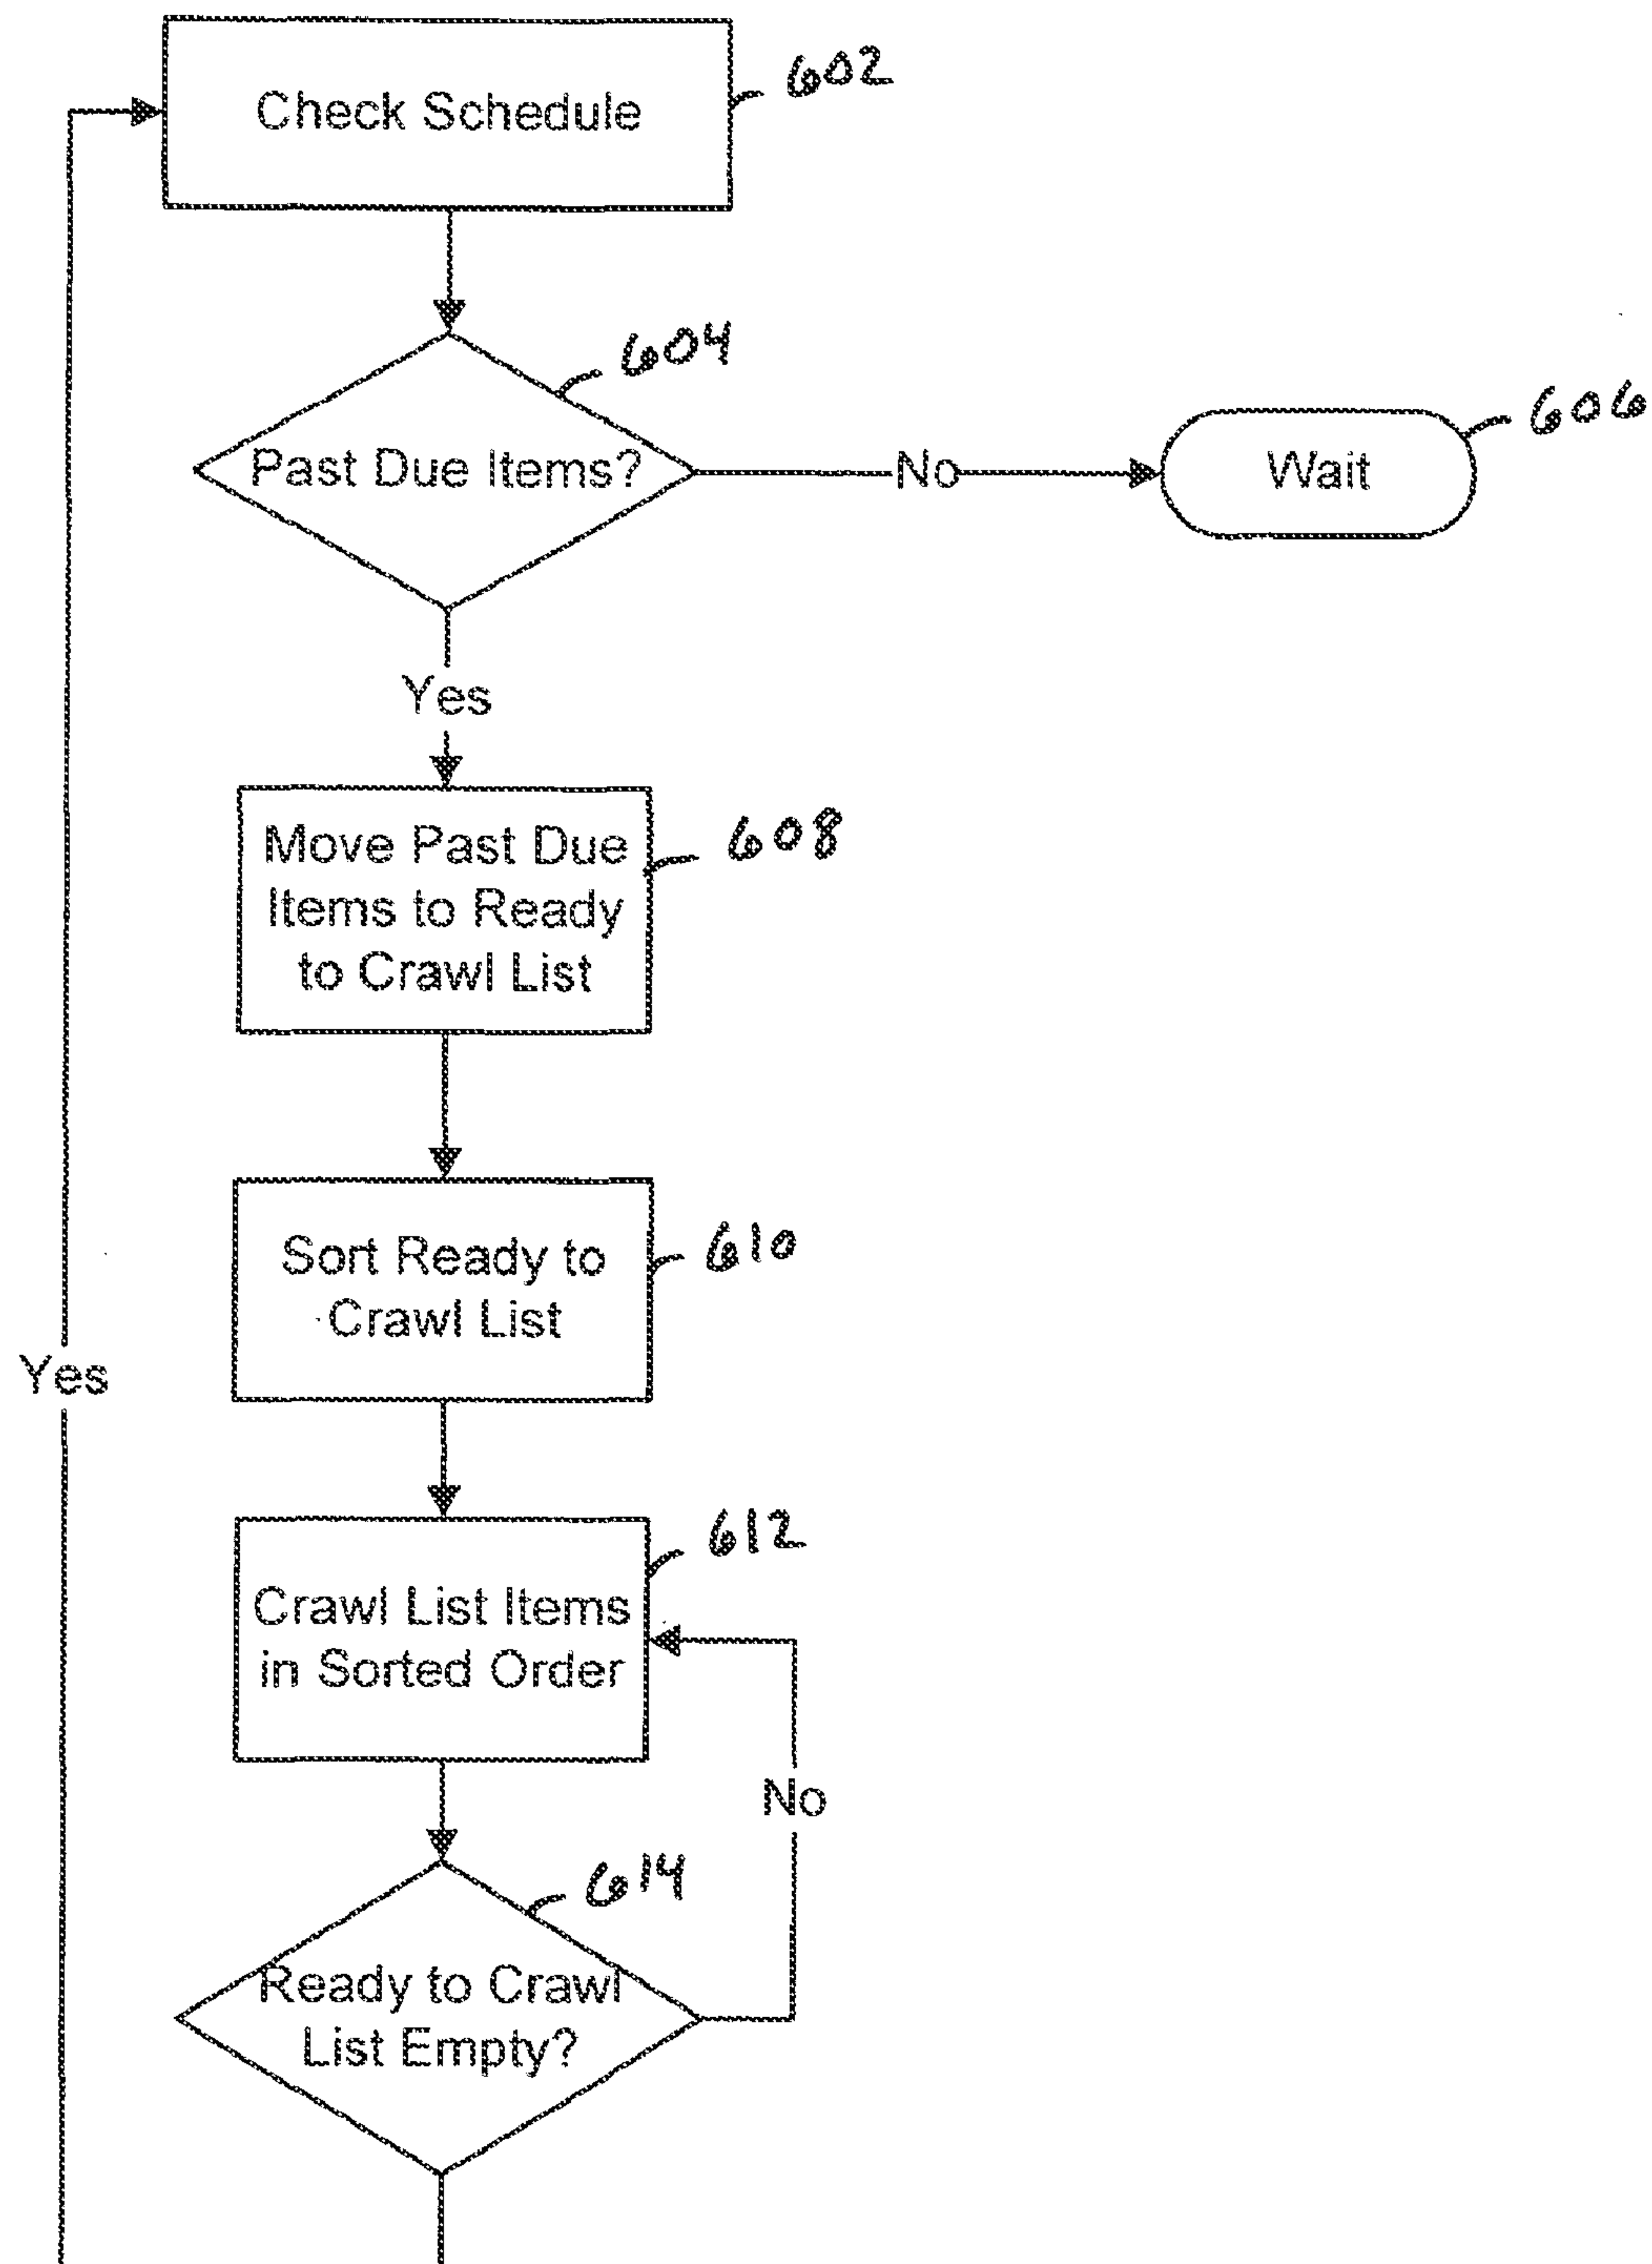 Check Schedule
602
604
Past Due Items?
No
Wait
606
Yes
Move Past Due
Items to Ready
to Crawl List
608
Sort Ready to
Crawl List
610
Yes
612
Crawl List Items
in Sorted Order
No
614
Ready to Crawl
List Empty?